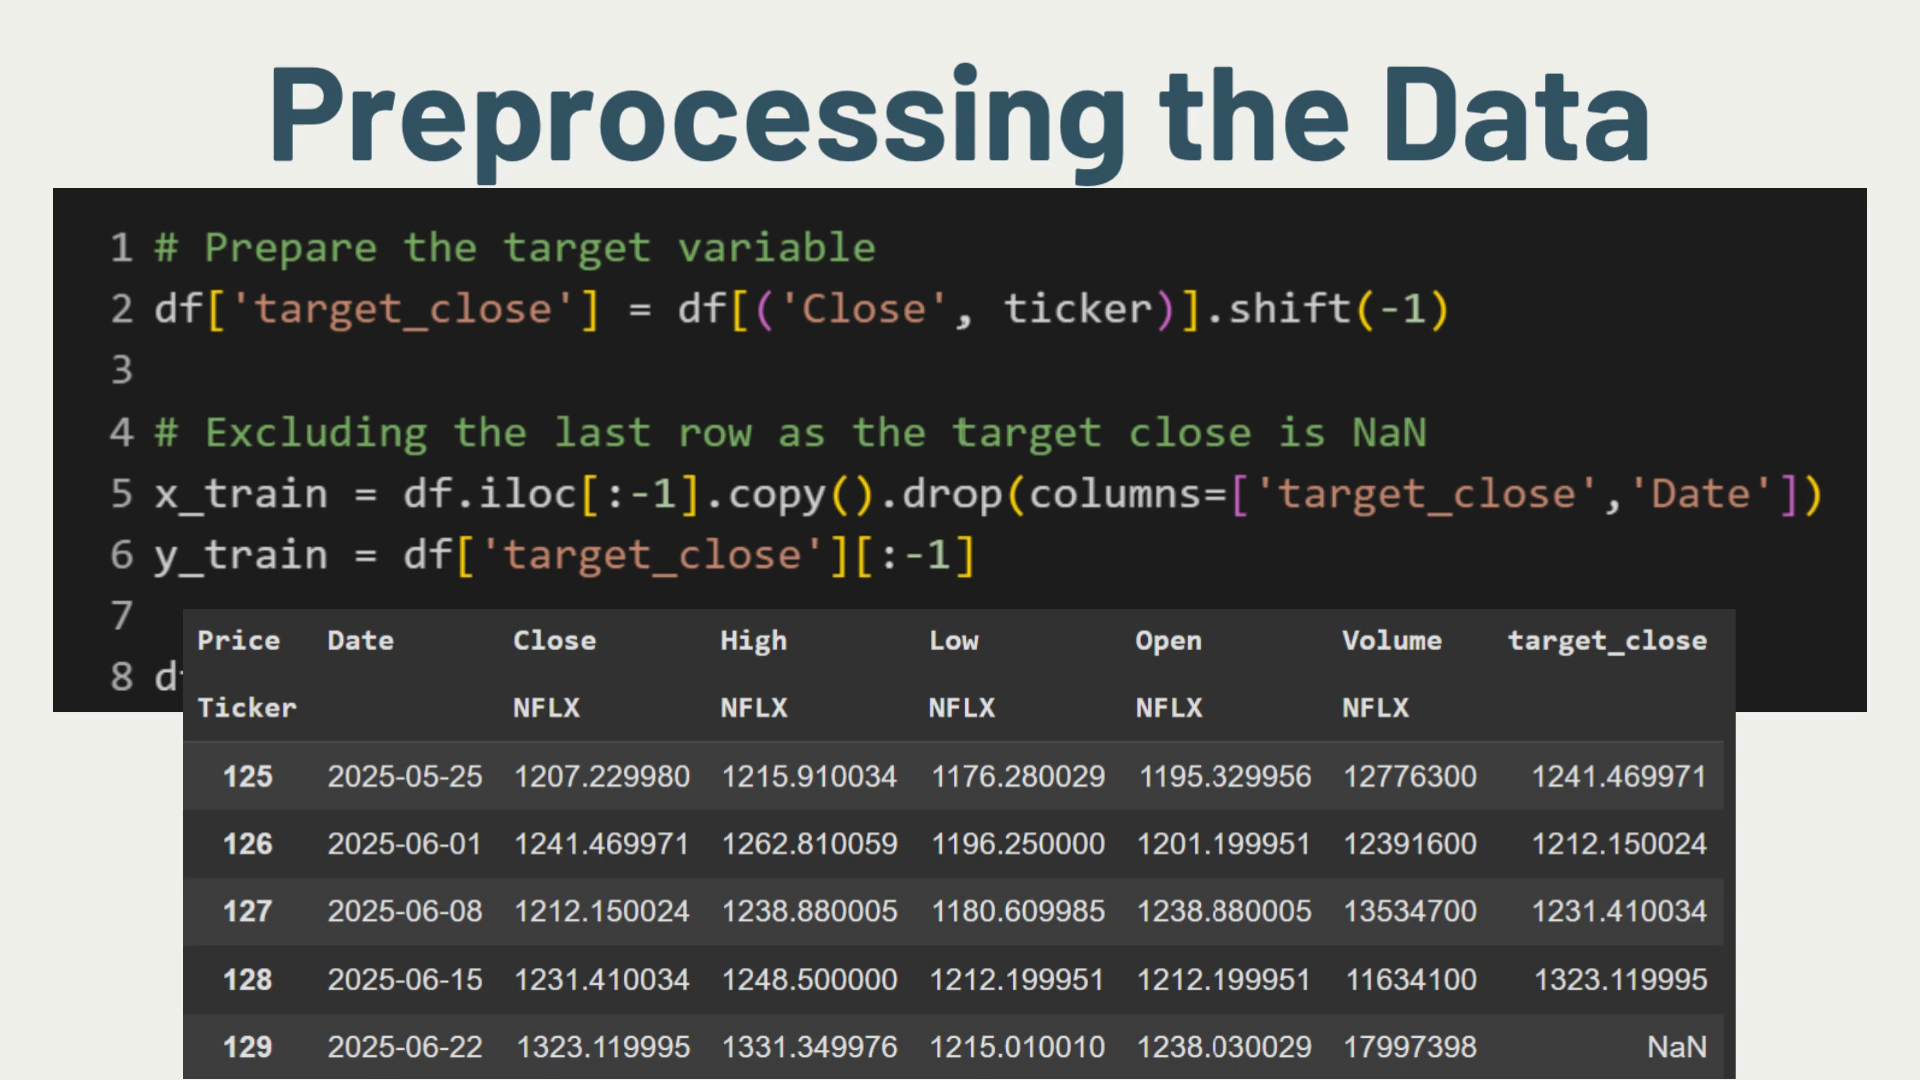 Preprocessing the Data
1 # Prepare the target variable
2 df['target_close'] = df[('Close', ticker)].shift(-1)
3
4 # Excluding the last row as the target close is NaN
5 x_train = df.iloc[:-1].copy().drop(columns=['target_close','Date'])
6 y_train = df['target_close'][:-1]
7
8 d
Price Date Close High Low Open Volume target_close
Ticker NFLX NFLX NFLX NFLX NFLX
125 2025-05-25 1207.229980 1215.910034 1176.280029 1195.329956 12776300 1241.469971
126 2025-06-01 1241.469971 1262.810059 1196.250000 1201.199951 12391600 1212.150024
127 2025-06-08 1212.150024 1238.880005 1180.609985 1238.880005 13534700 1231.410034
128 2025-06-15 1231.410034 1248.500000 1212.199951 1212.199951 11634100 1323.119995
129 2025-06-22 1323.119995 1331.349976 1215.010010 1238.030029 17997398 NaN